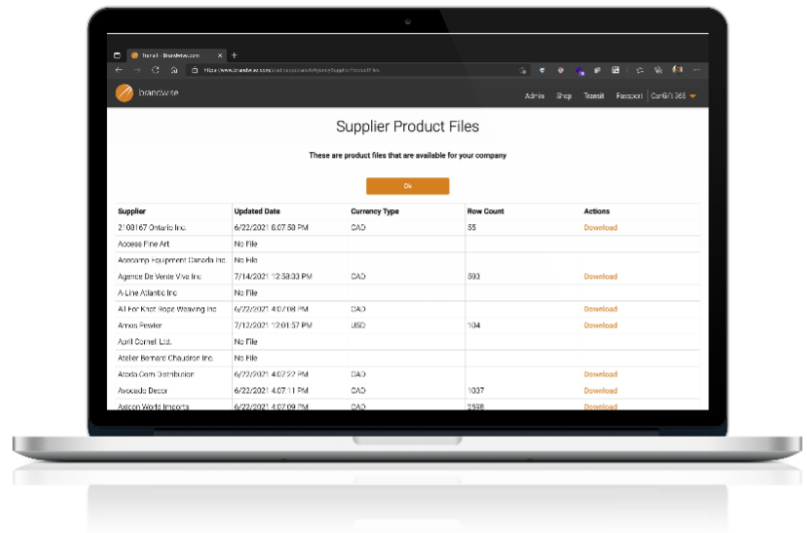 Transit - Brandwise.com
brandwise
Admin Shop Transit Passport CanGift 365
Supplier Product Files
These are product files that are available for your company
Ok
Supplier Updated Date Currency Type Row Count Actions
2108167 Ontario Inc. 6/22/2021 8:07:58 PM CAD 55 Download
Access Fine Art No File
Acecamp Equipment Canada Inc. No File
Agence De Vente Viva Inc 7/14/2021 12:58:33 PM CAD 593 Download
A-Line Atlantic Inc No File
All For Knot Rope Weaving Inc 6/22/2021 4:07:08 PM CAD Download
Amos Pewter 7/12/2021 12:01:57 PM USD 104 Download
April Cornell Ltd. No File
Atelier Bernard Chaudron Inc. No File
6/22/2021 4:07:22 PM CAD Download
Avocado Decor 6/22/2021 4:07:11 PM CAD 1037 Download
World Imports 6/22/2021 4:07:09 PM CAD 2598 Download